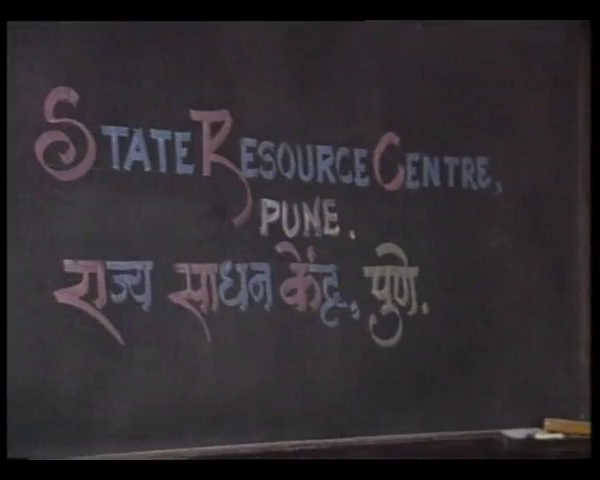 STATE RESOURCE CENTRE,
PUNE.
राज्य साधन केंद्र, पुणे.